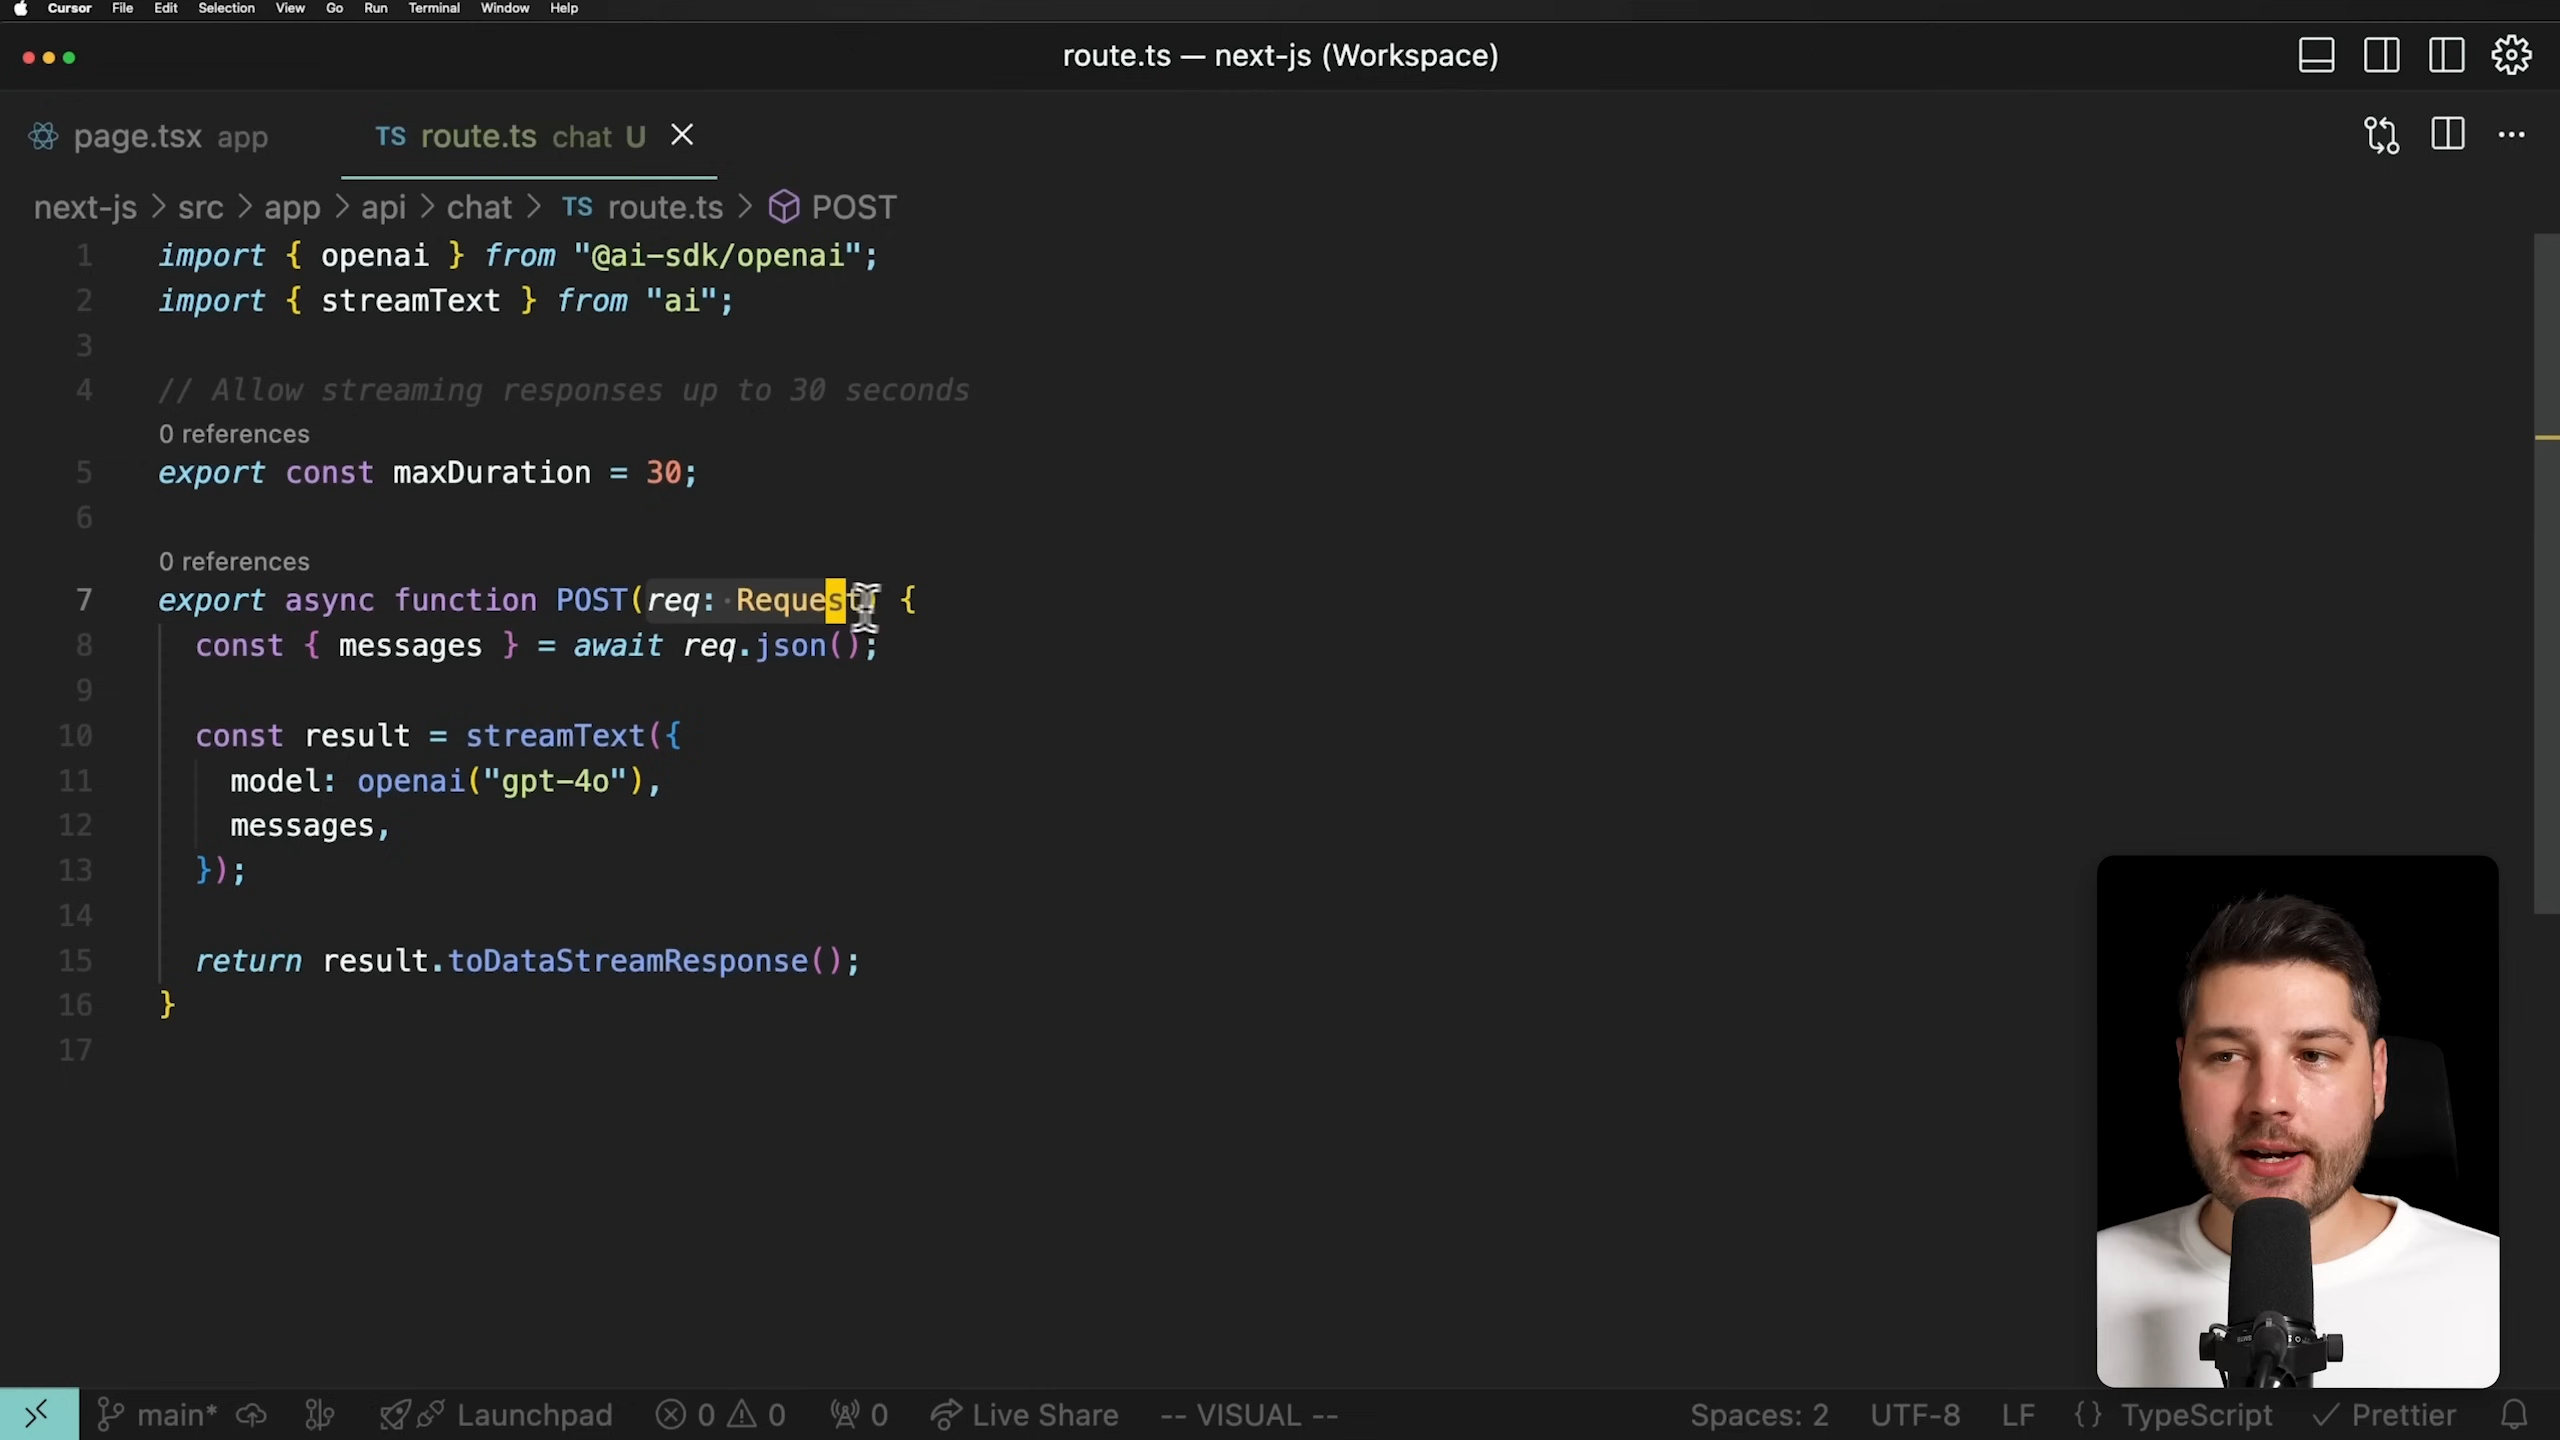 Cursor File Edit Selection View Go Run Terminal Window Help
route.ts — next-js (Workspace)
page.tsx app TS route.ts chat U
next-js > src > app > api > chat > TS route.ts > POST
1 import { openai } from "@ai-sdk/openai";
2 import { streamText } from "ai";
3
4 // Allow streaming responses up to 30 seconds
0 references
5 export const maxDuration = 30;
6
0 references
7 export async function POST(req: Request) {
8 const { messages } = await req.json();
9
10 const result = streamText({
11 model: openai("gpt-4o"),
12 messages,
13 });
14
15 return result.toDataStreamResponse();
16 }
17
main* Launchpad 0 0 0 Live Share -- VISUAL -- Spaces: 2 UTF-8 LF {} TypeScript Prettier